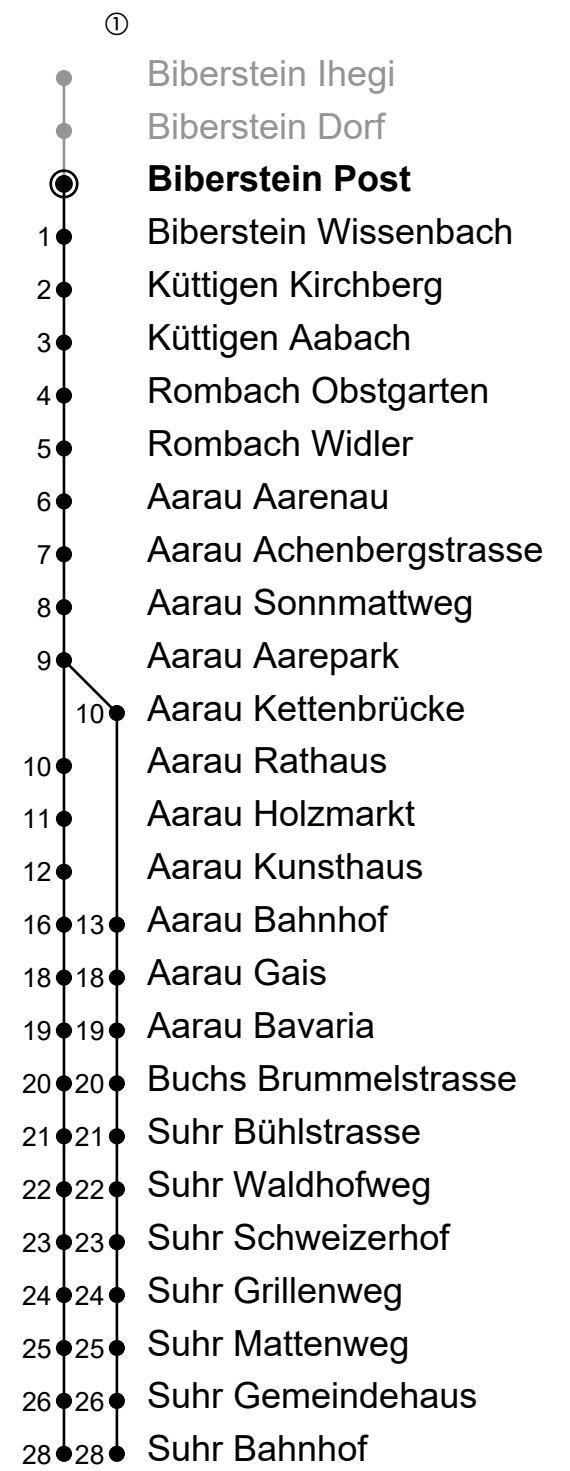 ①
Biberstein Ihegi
Biberstein Dorf
Biberstein Post
1 Biberstein Wissenbach
2 Küttigen Kirchberg
3 Küttigen Aabach
4 Rombach Obstgarten
5 Rombach Widler
6 Aarau Aarenau
7 Aarau Achenbergstrasse
8 Aarau Sonnmattweg
9 Aarau Aarepark
10 Aarau Kettenbrücke
10 Aarau Rathaus
11 Aarau Holzmarkt
12 Aarau Kunsthaus
16 13 Aarau Bahnhof
18 18 Aarau Gais
19 19 Aarau Bavaria
20 20 Buchs Brummelstrasse
21 21 Suhr Bühlstrasse
22 22 Suhr Waldhofweg
23 23 Suhr Schweizerhof
24 24 Suhr Grillenweg
25 25 Suhr Mattenweg
26 26 Suhr Gemeindehaus
28 28 Suhr Bahnhof